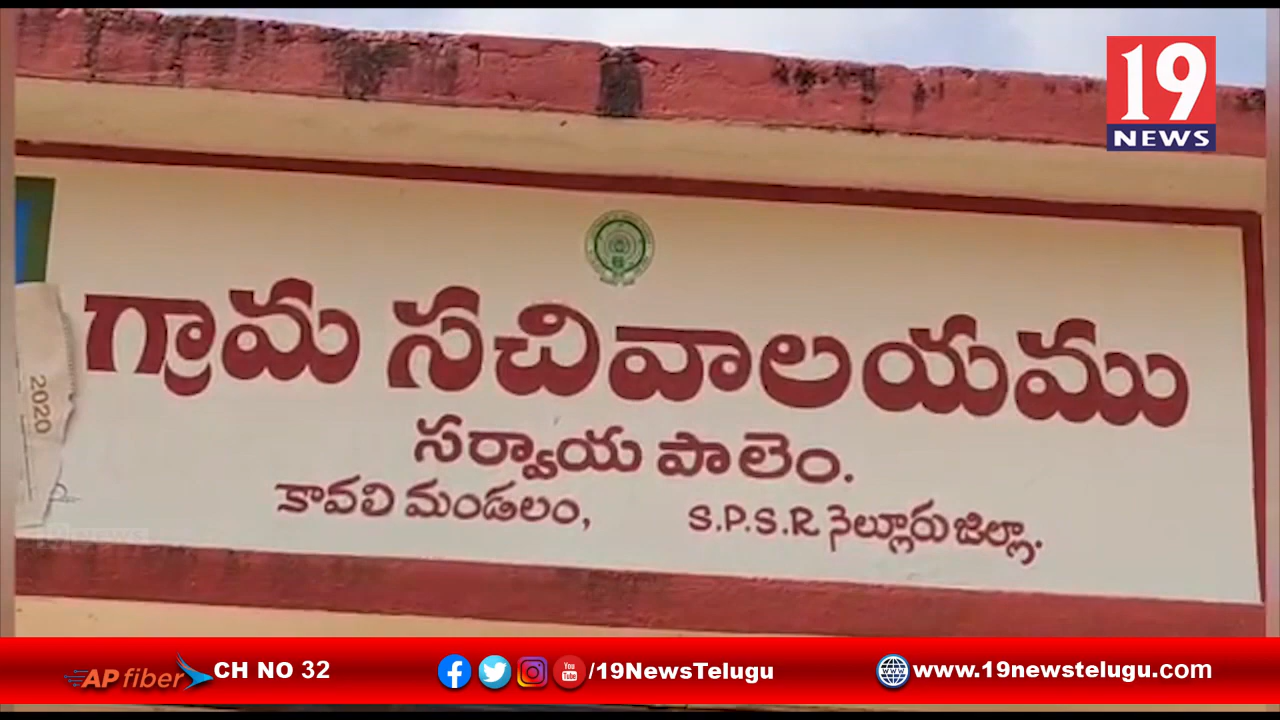 19
NEWS
గ్రామ సచివాలయము
సర్వాయ పాలెం.
కావలి మండలం, S.P.S.R నెల్లూరు జిల్లా.
2020
AP fiber CH NO 32 /19NewsTelugu www.19newstelugu.com